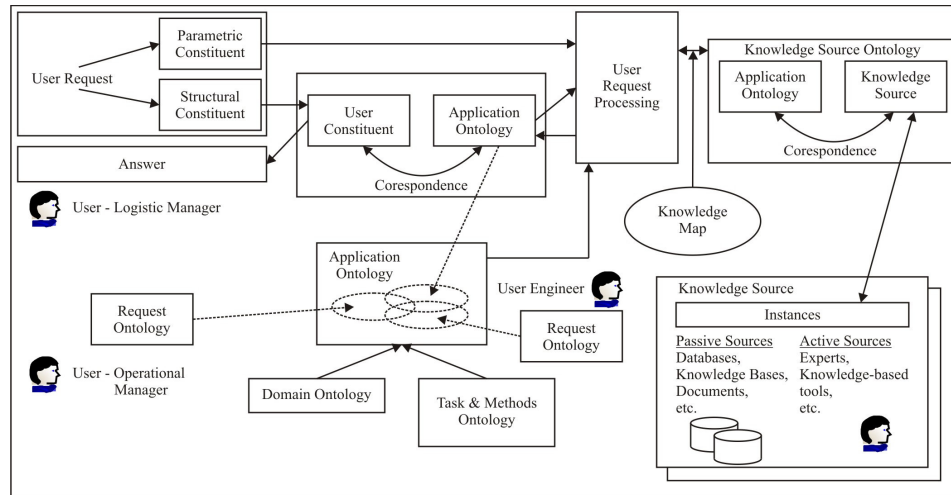 Parametric
Constituent
User Request
Structural
Constituent
Answer
User - Logistic Manager
User
Constituent
Application
Ontology
Corespondence
User
Request
Processing
Knowledge Source Ontology
Application
Ontology
Knowledge
Source
Corespondence
Knowledge
Map
Application
Ontology
User Engineer
Request
Ontology
Request
Ontology
User - Operational
Manager
Domain Ontology
Task & Methods
Ontology
Knowledge Source
Instances
Passive Sources
Databases,
Knowledge Bases,
Documents,
etc.
Active Sources
Experts,
Knowledge-based
tools,
etc.